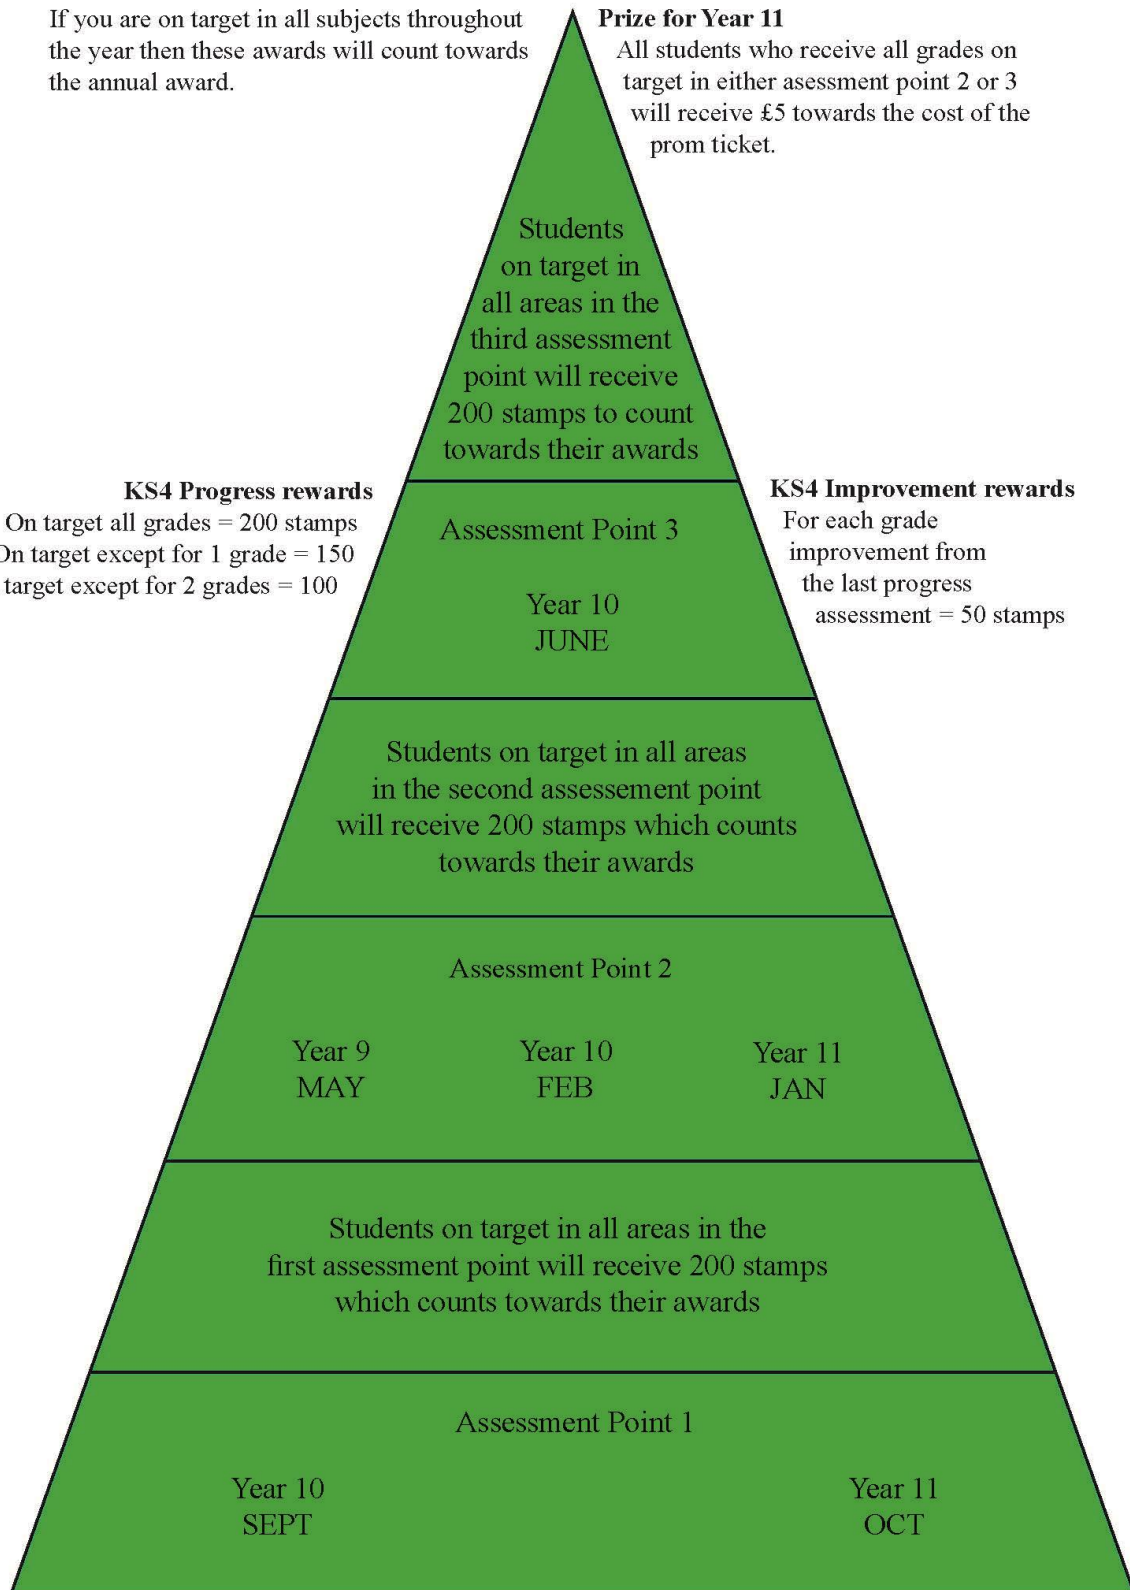 If you are on target in all subjects throughout
the year then these awards will count towards
the annual award.
Prize for Year 11
All students who receive all grades on
target in either asessment point 2 or 3
will receive £5 towards the cost of the
prom ticket.
Students
on target in
all areas in the
third assessment
point will receive
200 stamps to count
towards their awards
KS4 Progress rewards
On target all grades = 200 stamps
On target except for 1 grade = 150
target except for 2 grades = 100
KS4 Improvement rewards
For each grade
improvement from
the last progress
assessment = 50 stamps
Assessment Point 3
Year 10
JUNE
Students on target in all areas
in the second assessement point
will receive 200 stamps which counts
towards their awards
Assessment Point 2
Year 9
MAY
Year 10
FEB
Year 11
JAN
Students on target in all areas in the
first assessment point will receive 200 stamps
which counts towards their awards
Assessment Point 1
Year 10
SEPT
Year 11
OCT